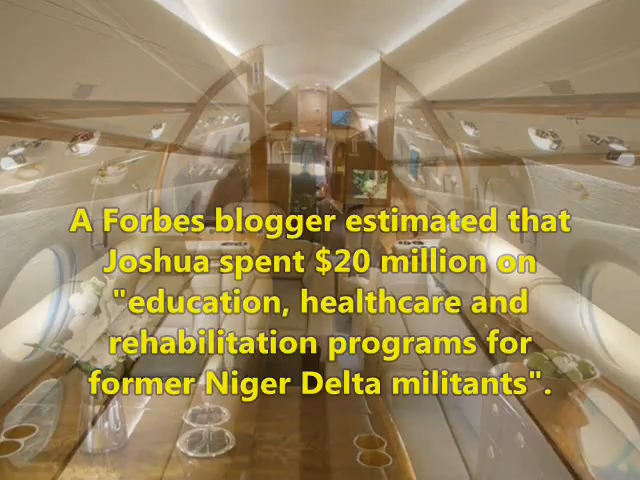 A Forbes blogger estimated that
Joshua spent $20 million on
"education, healthcare and
rehabilitation programs for
former Niger Delta militants".